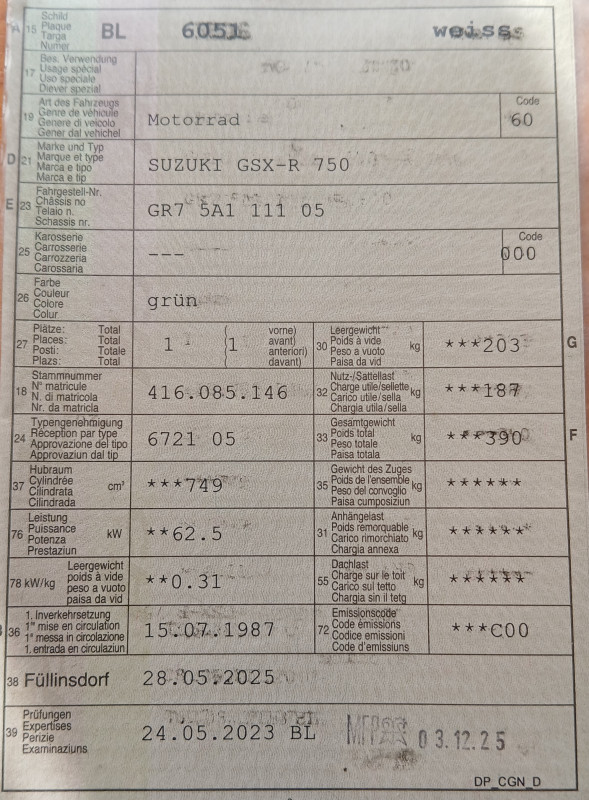 A 15 Schild Plaque Targa Numer BL 6051 weiss
17 Bes. Verwendung Usage spécial Uso speciale Diever spezial
19 Art des Fahrzeugs Genre de véhicule Genere di veicolo Gener dal vehichel Motorrad Code 60
D 21 Marke und Typ Marque et type Marca e tipo Marca e tip SUZUKI GSX-R 750
E 23 Fahrgestell-Nr. Châssis no Telaio n. Schassis nr. GR7 5A1 111 05
25 Karosserie Carrosserie Carrozzeria Carossaria --- Code 000
26 Farbe Couleur Colore Colur grün
27 Plätze: Total Places: Total Posti: Totale Plazs: Total 1 ( 1 vorne) avant) anteriori) davant) 30 Leergewicht Poids à vide Peso a vuoto Paisa da vid kg ***203 G
18 Stammnummer N° matricule N. di matricola Nr. da matricla 416.085.146 32 Nutz-/Sattellast Charge utile/sellette Carico utile/sella Chargia utila/sella kg ***187
24 Typengenehmigung Réception par type Approvazione del tipo Approvaziun dal tip 6721 05 33 Gesamtgewicht Poids total Peso totale Paisa totala kg ***390 F
37 Hubraum Cylindrée Cilindrata Cilindrada cm³ ***749 35 Gewicht des Zuges Poids de l'ensemble Peso del convoglio Paisa cumposiziun kg ******
76 Leistung Puissance Potenza Prestaziun kW **62.5 31 Anhängelast Poids remorquable Carico rimorchiato Chargia annexa kg ******
78 kW/kg Leergewicht poids à vide peso a vuoto paisa da vid **0.31 55 Dachlast Charge sur le toit Carico sul tetto Chargia sin il tetg kg ******
B 36 1. Inverkehrsetzung 1re mise en circulation 1a messa in circolazione 1. entrada en circulaziun 15.07.1987 72 Emissionscode Code émissions Codice emissioni Code d'emissiuns ***C00
38 Füllinsdorf 28.05.2025
39 Prüfungen Expertises Perizie Examinaziuns 24.05.2023 BL MFP 03.12.25
DP_CGN_D